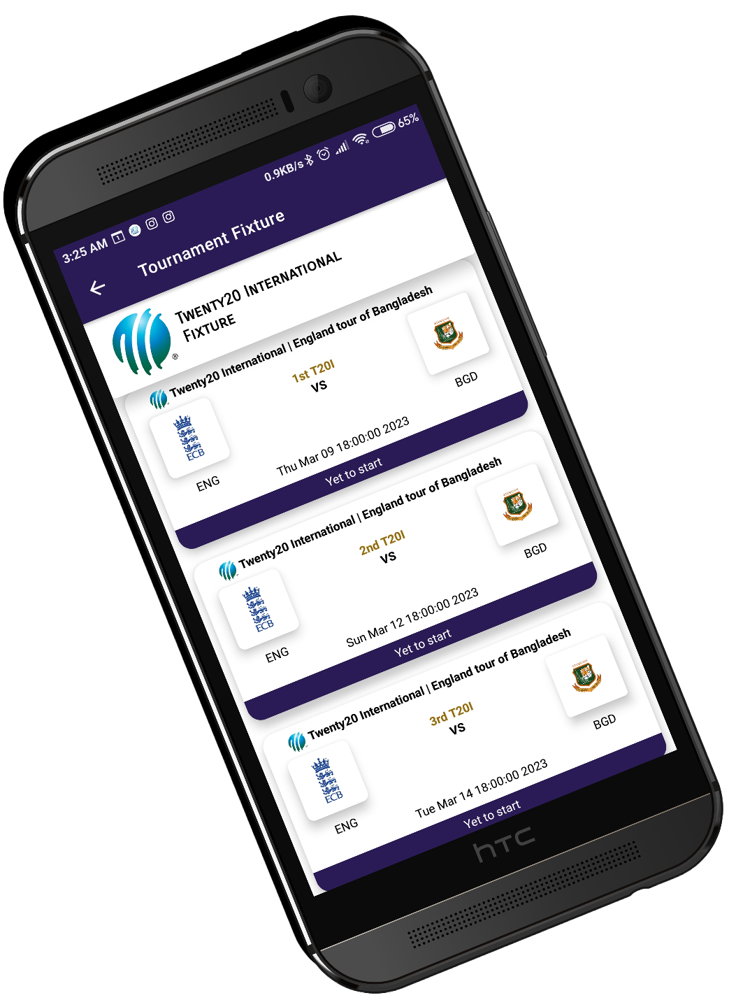 3:25 AM
0.9KB/s
65%
Tournament Fixture
TWENTY20 INTERNATIONAL
FIXTURE
®
Twenty20 International | England tour of Bangladesh
1st T20I
VS
ECB
ENG
BGD
Thu Mar 09 18:00:00 2023
Yet to start
Twenty20 International | England tour of Bangladesh
2nd T20I
VS
ECB
ENG
BGD
Sun Mar 12 18:00:00 2023
Yet to start
Twenty20 International | England tour of Bangladesh
3rd T20I
VS
ECB
ENG
BGD
Tue Mar 14 18:00:00 2023
Yet to start
hTC